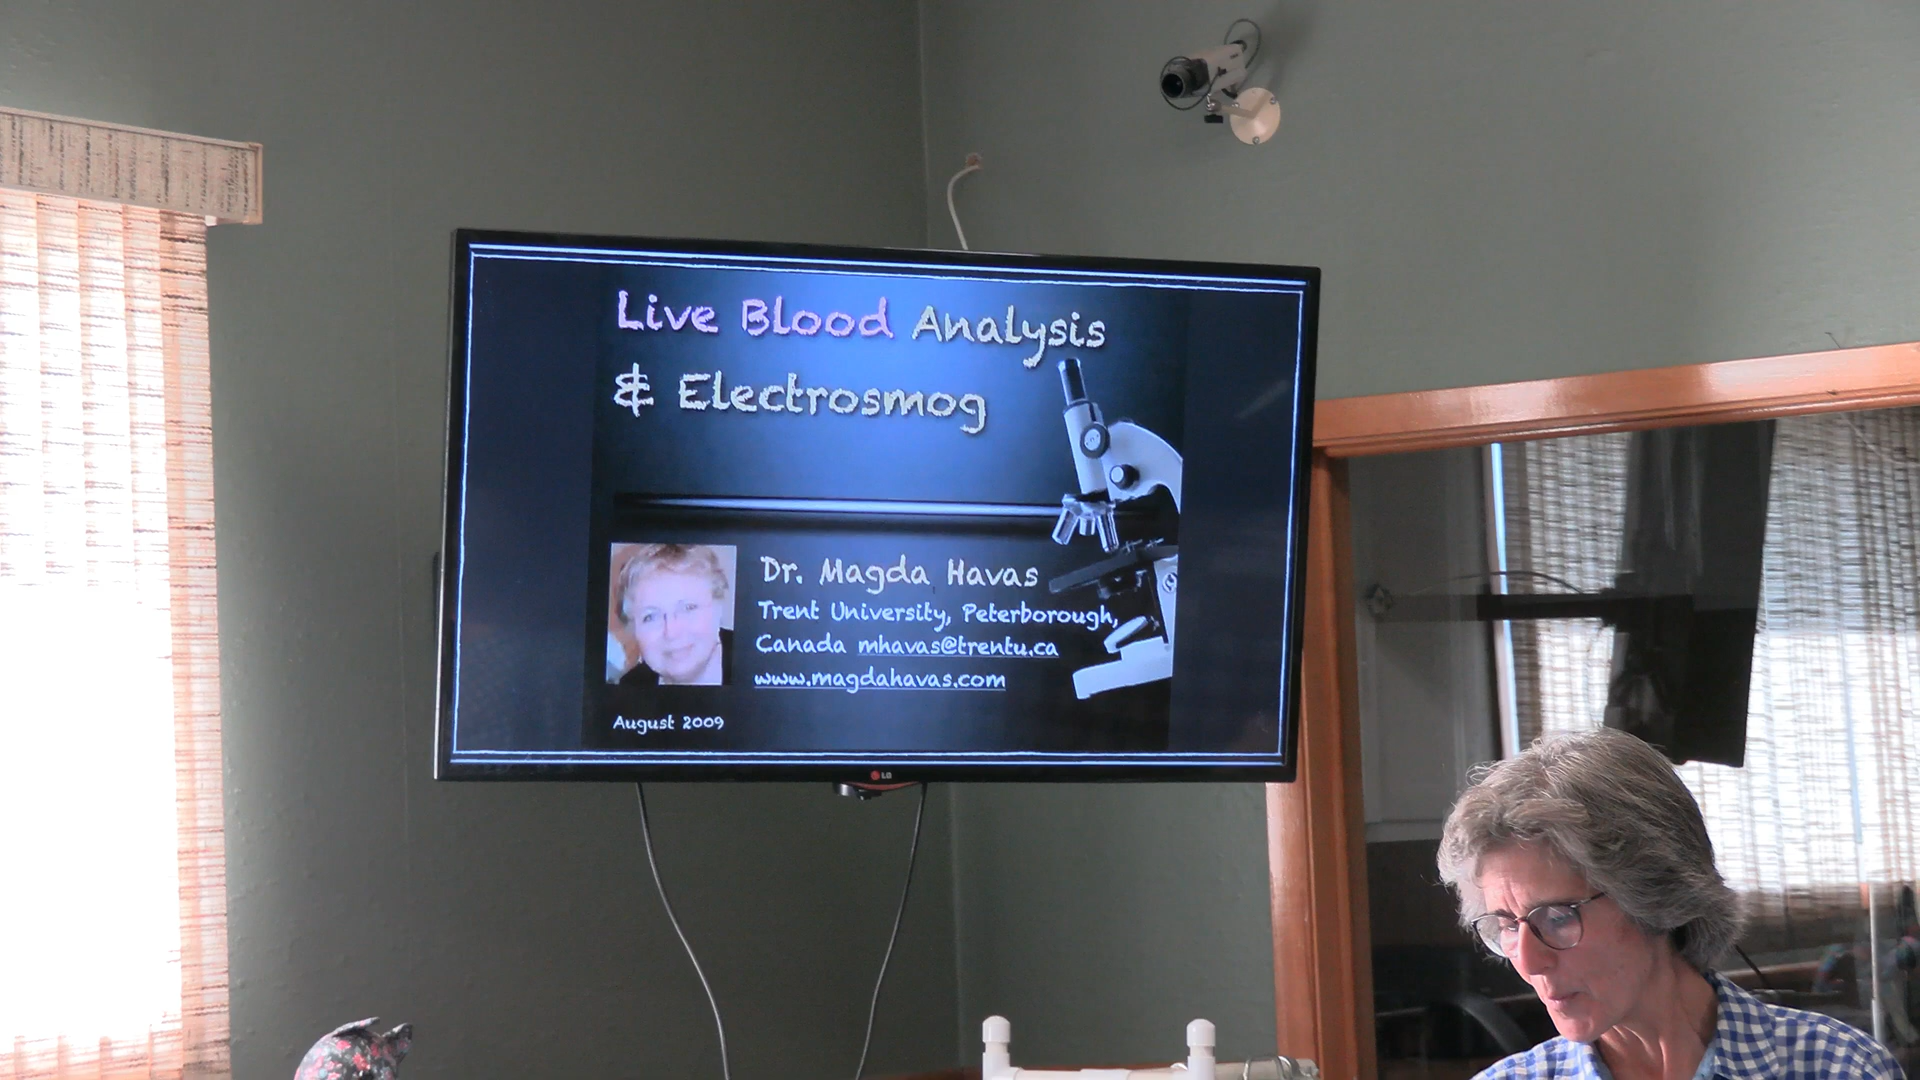 Live Blood Analysis
& Electrosmog
Dr. Magda Havas
Trent University, Peterborough,
Canada mhavas@trentu.ca
www.magdahavas.com
August 2009
LG